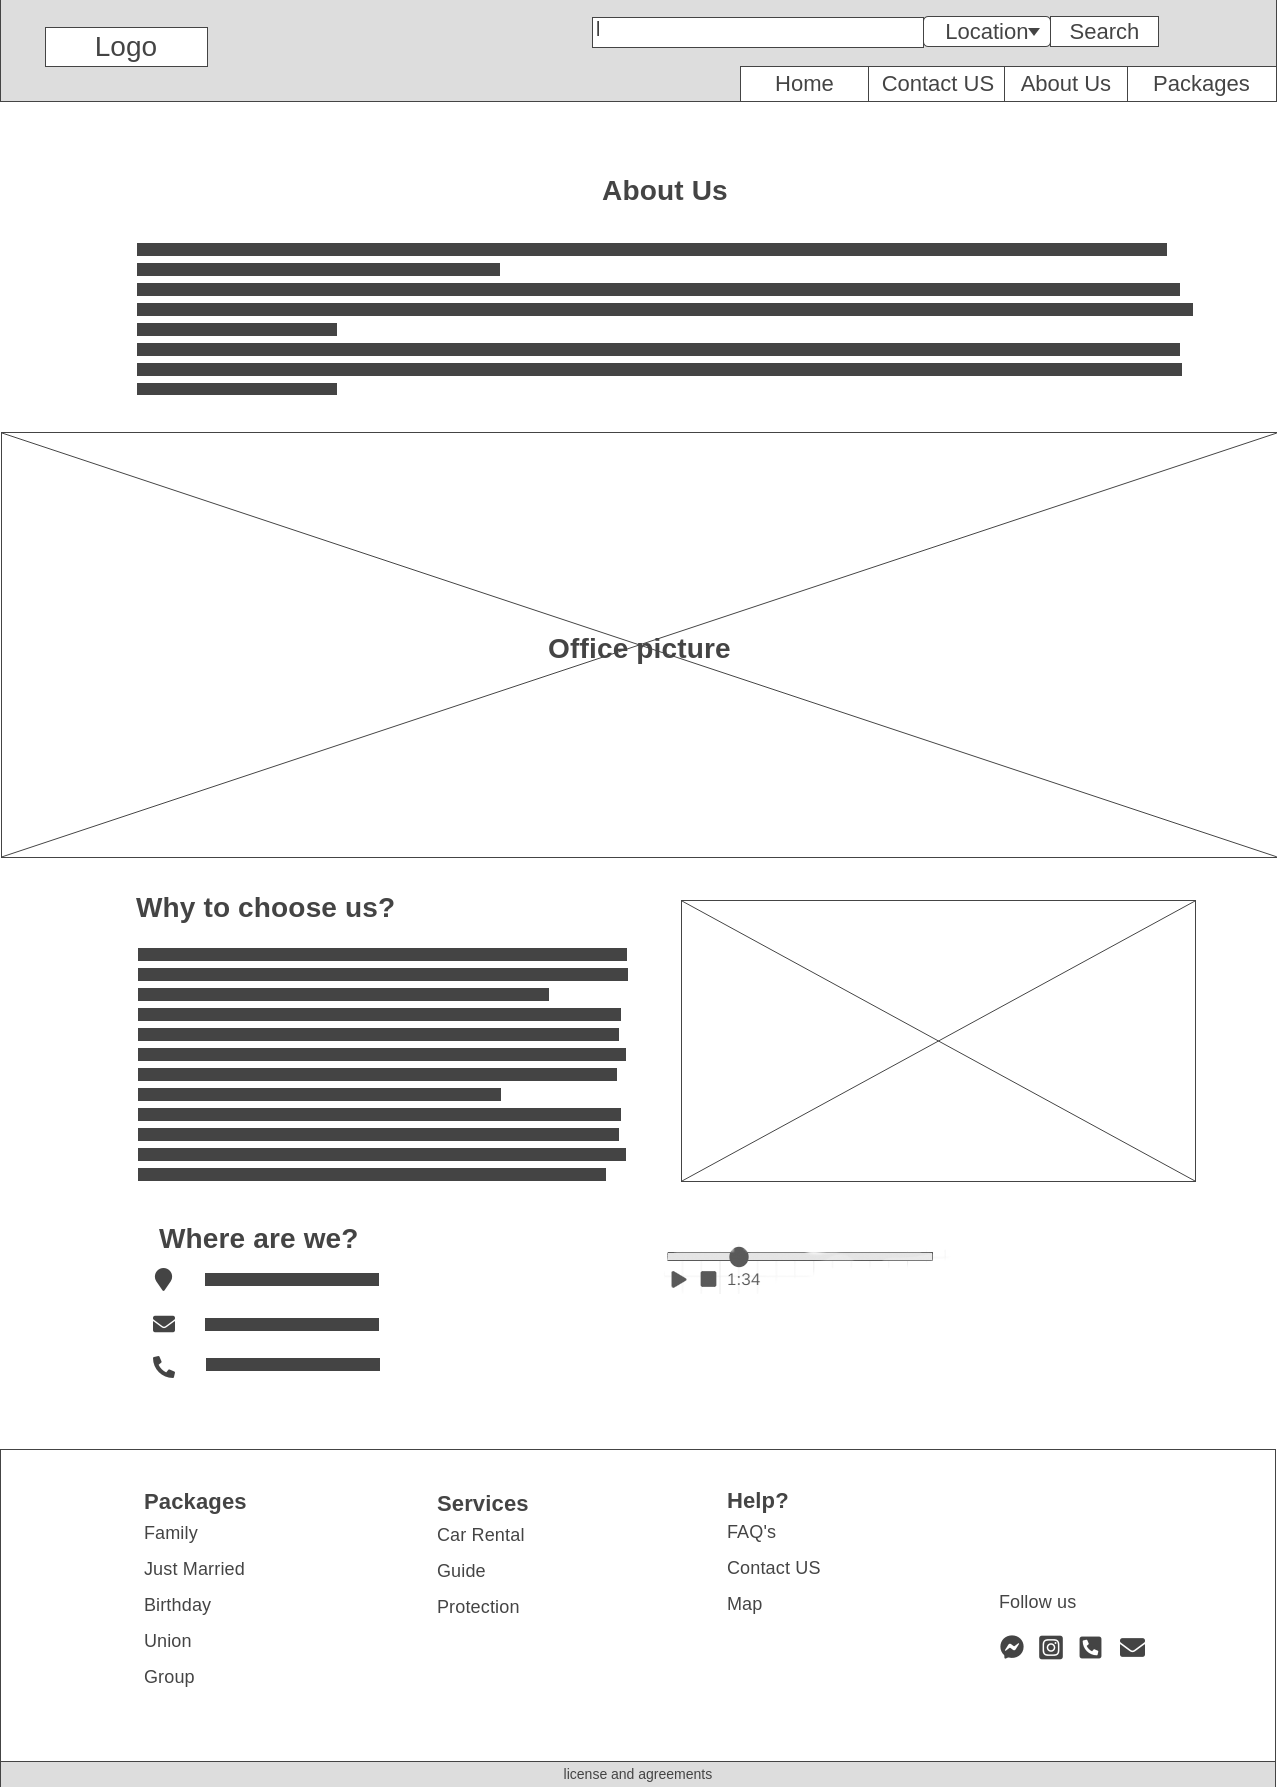 Logo
Location
Search
Home
Contact US
About Us
Packages
About Us
Office picture
Why to choose us?
Where are we?
1:34
Packages
Family
Just Married
Birthday
Union
Group
Services
Car Rental
Guide
Protection
Help?
FAQ's
Contact US
Map
Follow us
license and agreements